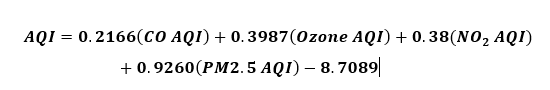 AQI = 0.2166(CO AQI) + 0.3987(Ozone AQI) + 0.38(NO₂ AQI)
+ 0.9260(PM2.5 AQI) − 8.7089